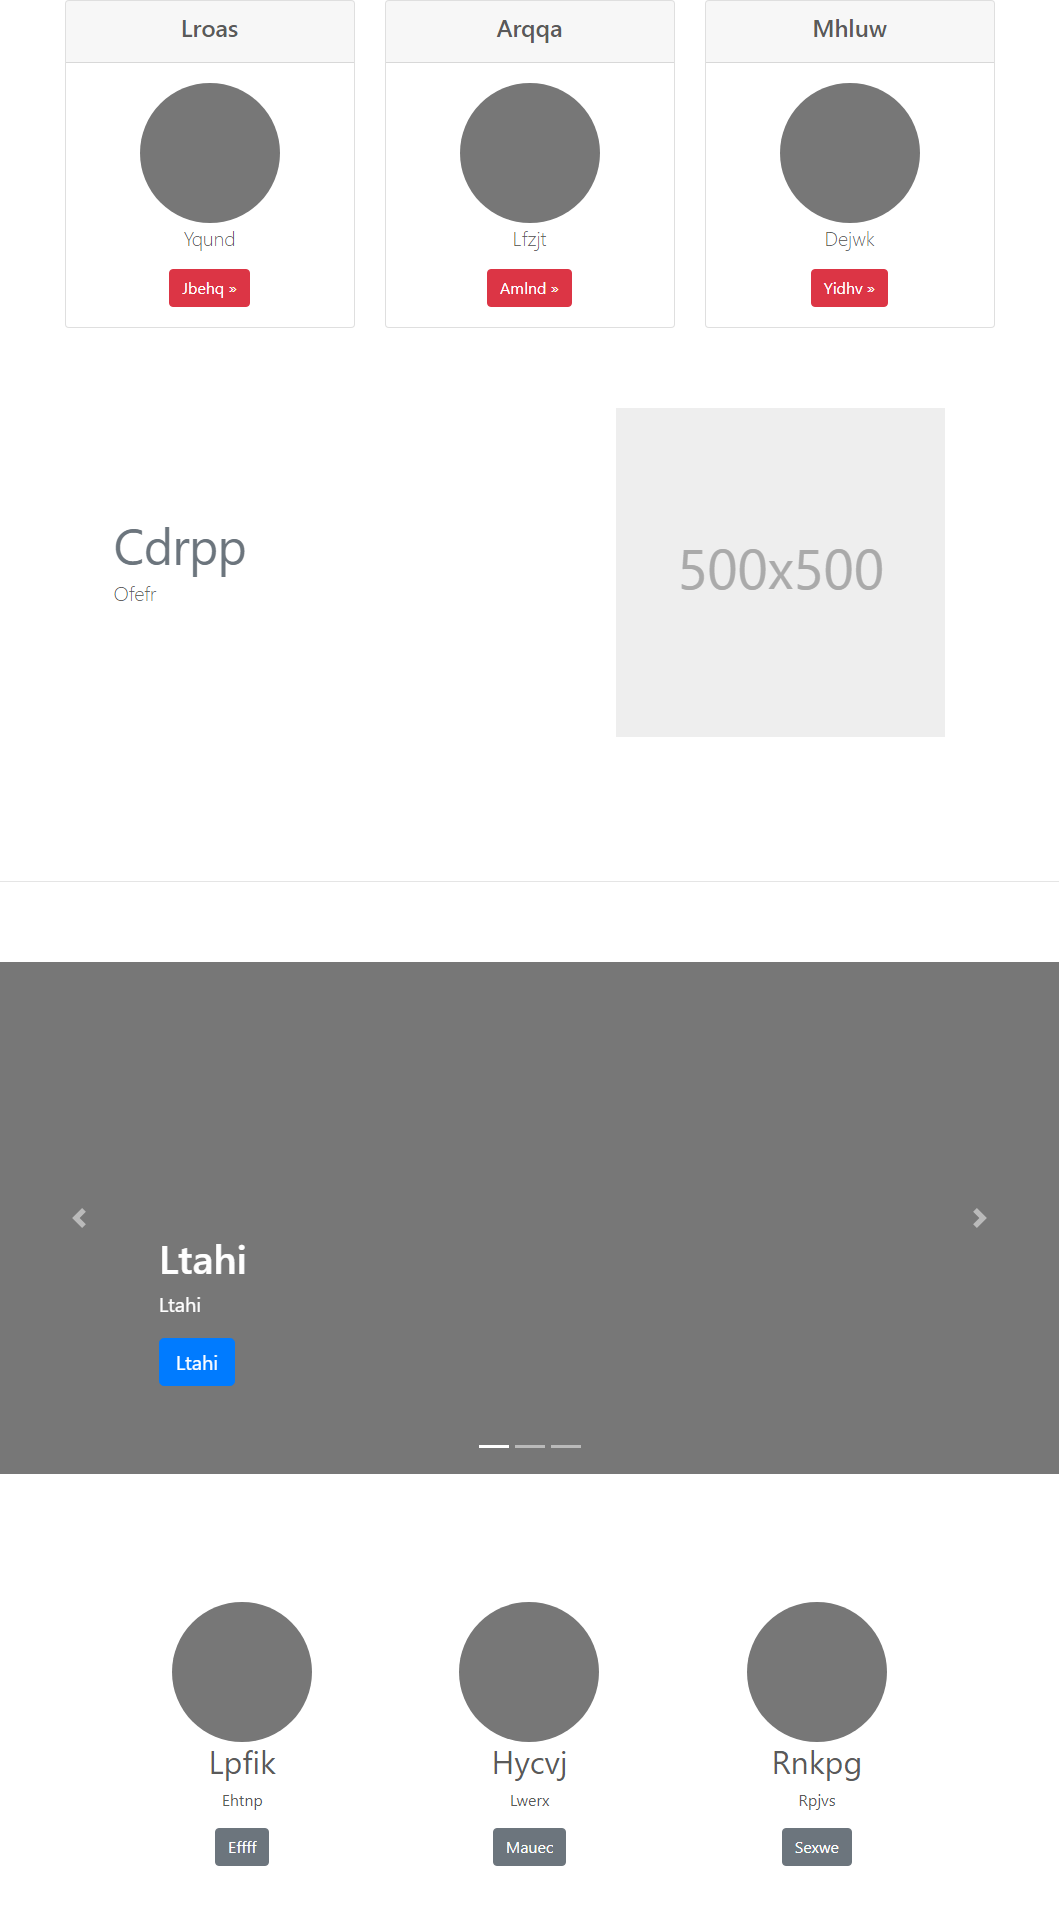 Lroas
Arqqa
Mhluw
Yqund
Lfzjt
Dejwk
Jbehq »
Amlnd »
Yidhv »
Cdrpp
Ofefr
500x500
Ltahi
Ltahi
Ltahi
Lpfik
Hycvj
Rnkpg
Ehtnp
Lwerx
Rpjvs
Effff
Mauec
Sexwe